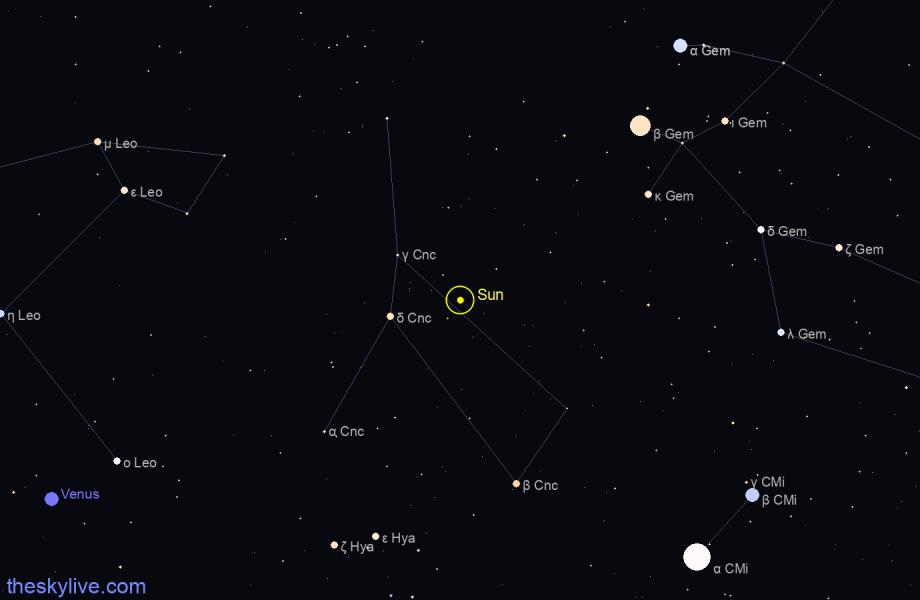 α Gem
ι Gem
β Gem
μ Leo
ε Leo
κ Gem
δ Gem
ζ Gem
γ Cnc
Sun
η Leo
δ Cnc
λ Gem
α Cnc
ο Leo
β Cnc
γ CMi
Venus
β CMi
ε Hya
ζ Hya
α CMi
theskylive.com